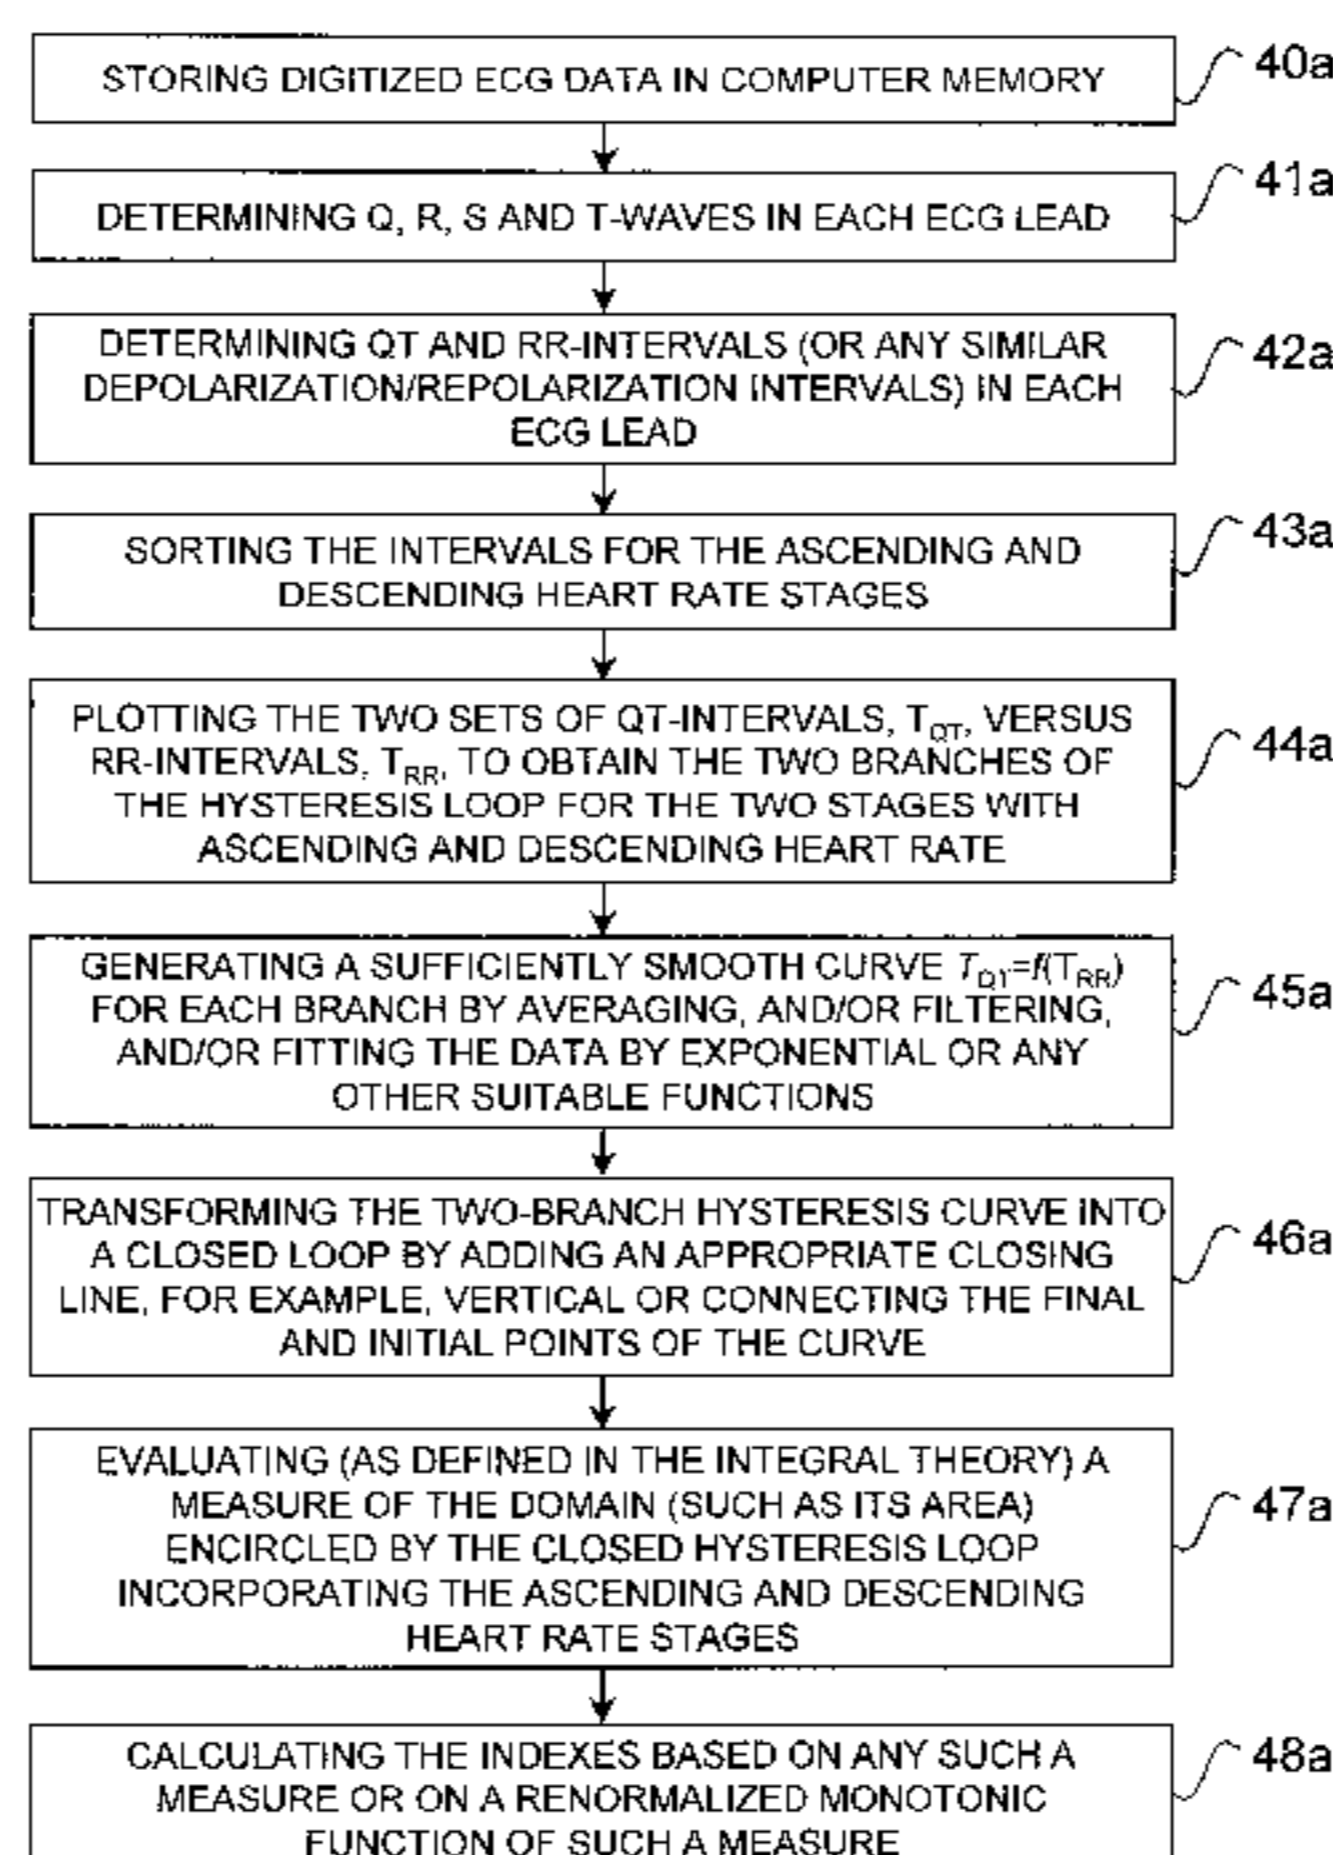 STORING DIGITIZED ECG DATA IN COMPUTER MEMORY
40a
DETERMINING Q, R, S AND T-WAVES IN EACH ECG LEAD
41a
DETERMINING QT AND RR-INTERVALS (OR ANY SIMILAR
DEPOLARIZATION/REPOLARIZATION INTERVALS) IN EACH
ECG LEAD
42a
SORTING THE INTERVALS FOR THE ASCENDING AND
DESCENDING HEART RATE STAGES
43a
PLOTTING THE TWO SETS OF QT-INTERVALS, T_QT, VERSUS
RR-INTERVALS, T_RR, TO OBTAIN THE TWO BRANCHES OF
THE HYSTERESIS LOOP FOR THE TWO STAGES WITH
ASCENDING AND DESCENDING HEART RATE
44a
GENERATING A SUFFICIENTLY SMOOTH CURVE T_QT=f(T_RR)
FOR EACH BRANCH BY AVERAGING, AND/OR FILTERING,
AND/OR FITTING THE DATA BY EXPONENTIAL OR ANY
OTHER SUITABLE FUNCTIONS
45a
TRANSFORMING THE TWO-BRANCH HYSTERESIS CURVE INTO
A CLOSED LOOP BY ADDING AN APPROPRIATE CLOSING
LINE, FOR EXAMPLE, VERTICAL OR CONNECTING THE FINAL
AND INITIAL POINTS OF THE CURVE
46a
EVALUATING (AS DEFINED IN THE INTEGRAL THEORY) A
MEASURE OF THE DOMAIN (SUCH AS ITS AREA)
ENCIRCLED BY THE CLOSED HYSTERESIS LOOP
INCORPORATING THE ASCENDING AND DESCENDING
HEART RATE STAGES
47a
CALCULATING THE INDEXES BASED ON ANY SUCH A
MEASURE OR ON A RENORMALIZED MONOTONIC
FUNCTION OF SUCH A MEASURE
48a